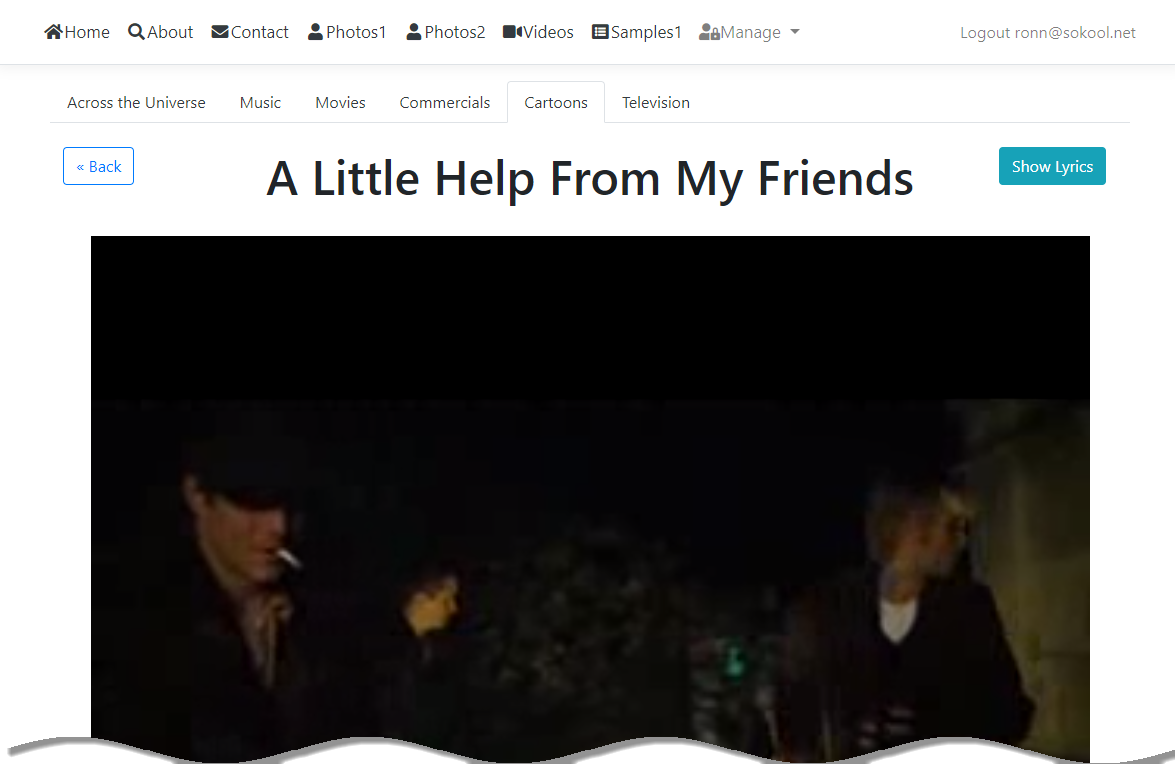 Home About Contact Photos1 Photos2 Videos Samples1 Manage Logout ronn@sokool.net
Across the Universe Music Movies Commercials Cartoons Television
« Back A Little Help From My Friends Show Lyrics